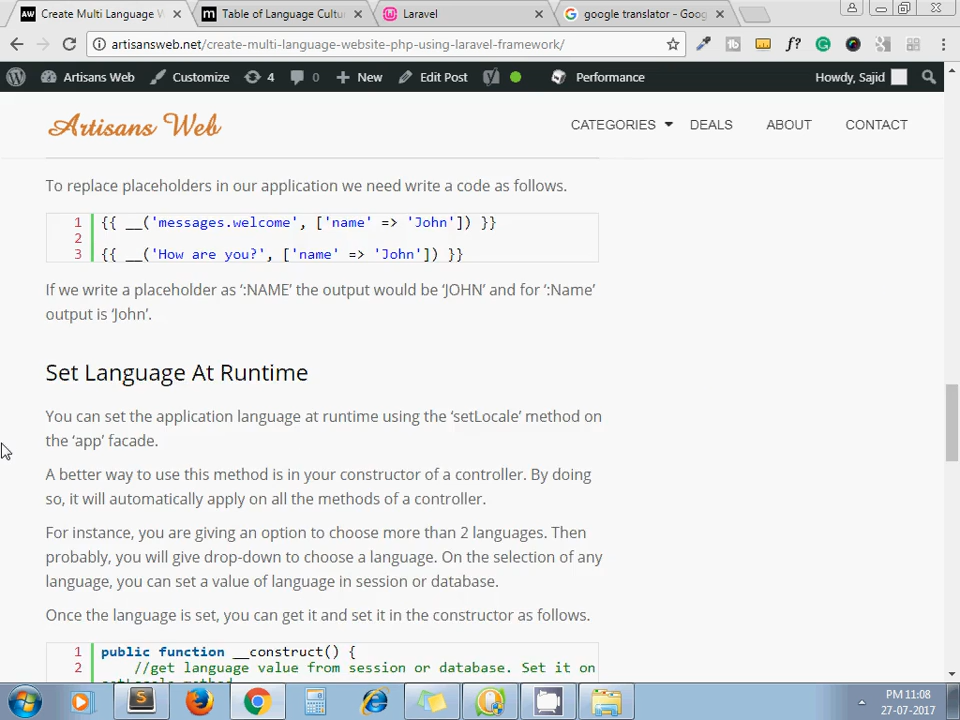 Create Multi Language W
Table of Language Cultu
Laravel
google translator - Goog
artisansweb.net/create-multi-language-website-php-using-laravel-framework/
Artisans Web
Customize
4
0
New
Edit Post
Performance
Howdy, Sajid
Artisans Web
CATEGORIES
DEALS
ABOUT
CONTACT
To replace placeholders in our application we need write a code as follows.
1 {{ __('messages.welcome', ['name' => 'John']) }}
2
3 {{ __('How are you?', ['name' => 'John']) }}
If we write a placeholder as ':NAME' the output would be 'JOHN' and for ':Name'
output is 'John'.
Set Language At Runtime
You can set the application language at runtime using the 'setLocale' method on
the 'app' facade.
A better way to use this method is in your constructor of a controller. By doing
so, it will automatically apply on all the methods of a controller.
For instance, you are giving an option to choose more than 2 languages. Then
probably, you will give drop-down to choose a language. On the selection of any
language, you can set a value of language in session or database.
Once the language is set, you can get it and set it in the constructor as follows.
1 public function __construct() {
2 //get language value from session or database. Set it on
PM 11:08
27-07-2017